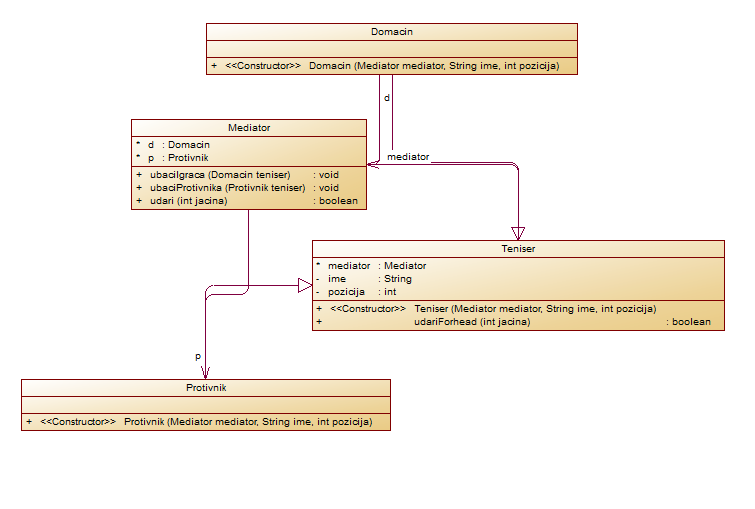 Domacin
+ <<Constructor>> Domacin (Mediator mediator, String ime, int pozicija)
d
Mediator
* d : Domacin
* p : Protivnik
+ ubaciIgraca (Domacin teniser) : void
+ ubaciProtivnika (Protivnik teniser) : void
+ udari (int jacina) : boolean
mediator
Teniser
* mediator : Mediator
- ime : String
- pozicija : int
+ <<Constructor>> Teniser (Mediator mediator, String ime, int pozicija)
+ udariForhead (int jacina) : boolean
p
Protivnik
+ <<Constructor>> Protivnik (Mediator mediator, String ime, int pozicija)